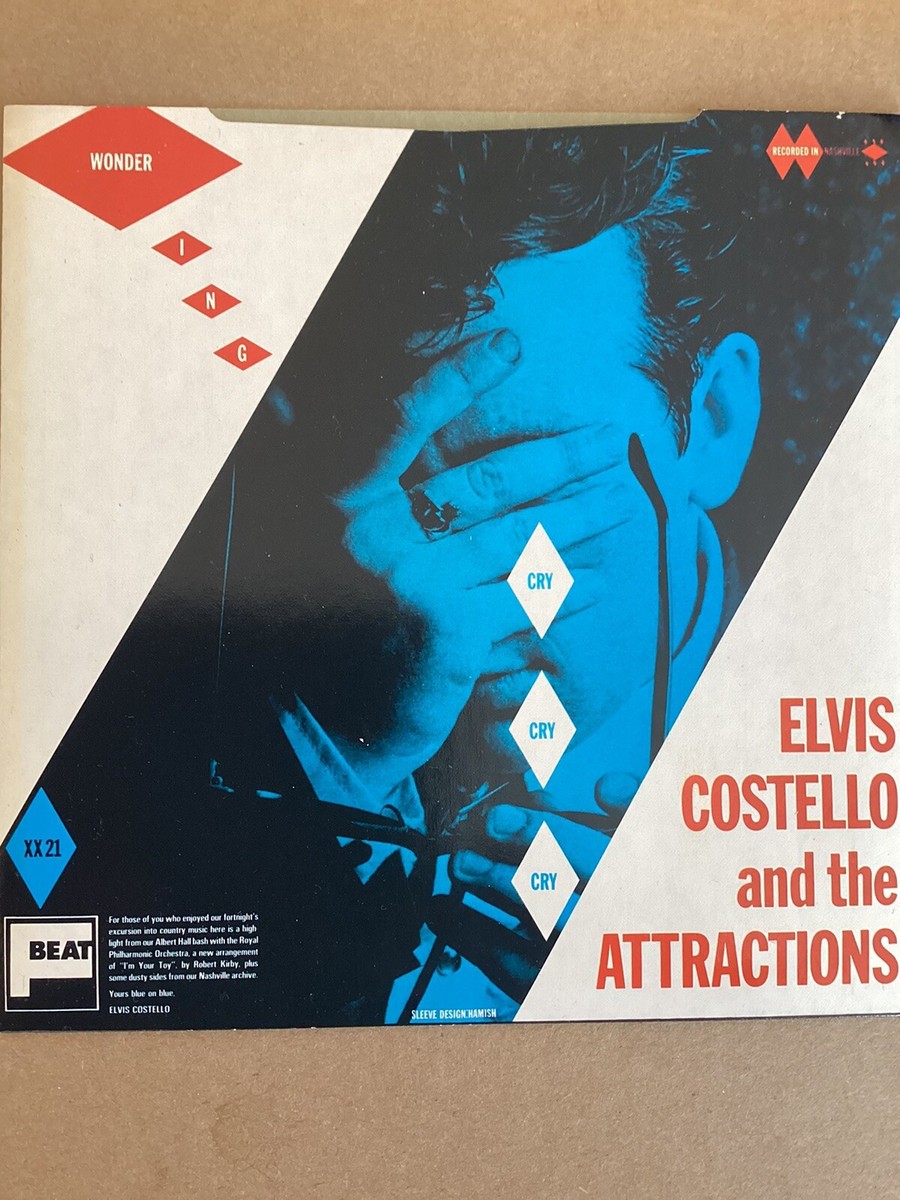 WONDER
I
N
G
RECORDED IN NASHVILLE
CRY
CRY
CRY
ELVIS
COSTELLO
and the
ATTRACTIONS
XX 21
F BEAT
For those of you who enjoyed our fortnight's
excursion into country music here is a high-
light from our Albert Hall bash with the Royal
Philharmonic Orchestra, a new arrangement
of "I'm Your Toy", by Robert Kirby, plus
some dusty sides from our Nashville archive.
Yours blue on blue.
ELVIS COSTELLO
SLEEVE DESIGN.HAMISH